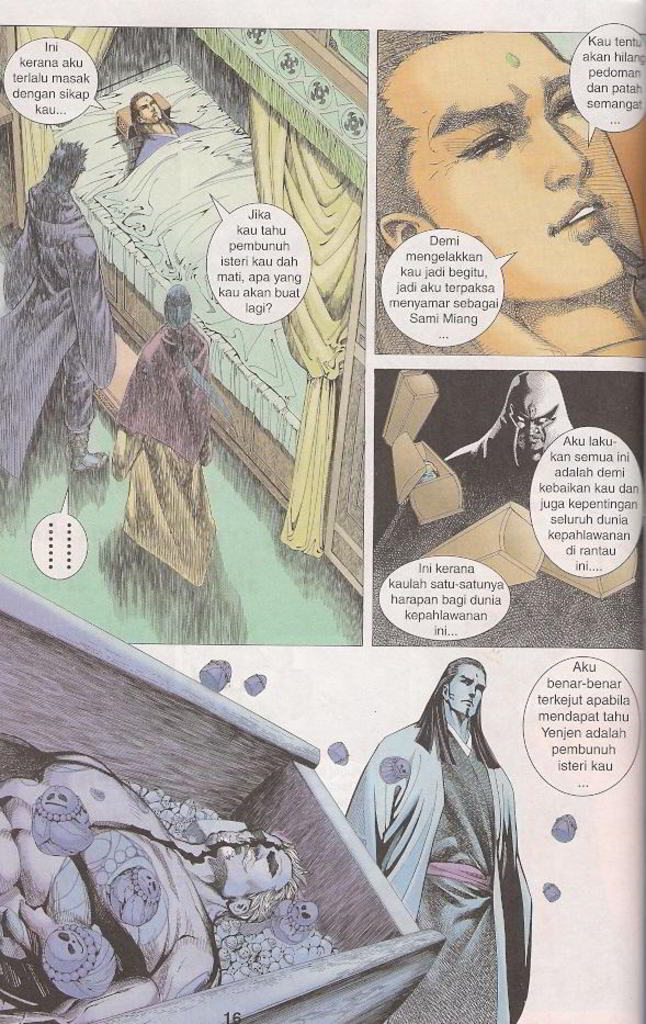 Ini
kerana aku
terlalu masak
dengan sikap
kau...
Jika
kau tahu
pembunuh
isteri kau dah
mati, apa yang
kau akan buat
lagi?
Kau tentu
akan hilang
pedoman
dan patah
semangat
...
Demi
mengelakkan
kau jadi begitu,
jadi aku terpaksa
menyamar sebagai
Sami Miang
...
Aku laku-
kan semua ini
adalah demi
kebaikan kau dan
juga kepentingan
seluruh dunia
kepahlawanan
di rantau
ini....
Ini kerana
kaulah satu-satunya
harapan bagi dunia
kepahlawanan
ini...
Aku
benar-benar
terkejut apabila
mendapat tahu
Yenjen adalah
pembunuh
isteri kau
...
16